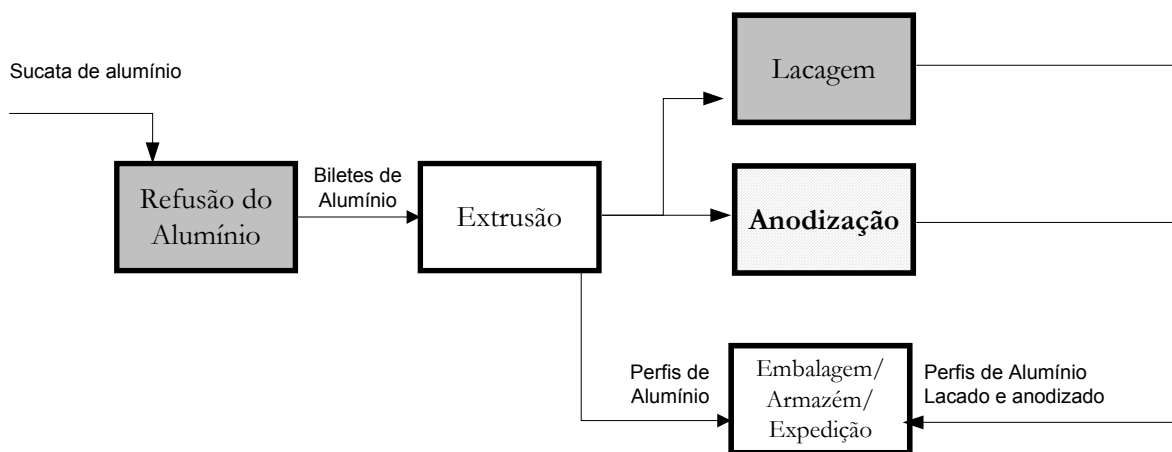 Sucata de alumínio
Refusão do
Alumínio
Biletes de
Alumínio
Extrusão
Lacagem
Anodização
Perfis de
Alumínio
Embalagem/
Armazém/
Expedição
Perfis de Alumínio
Lacado e anodizado